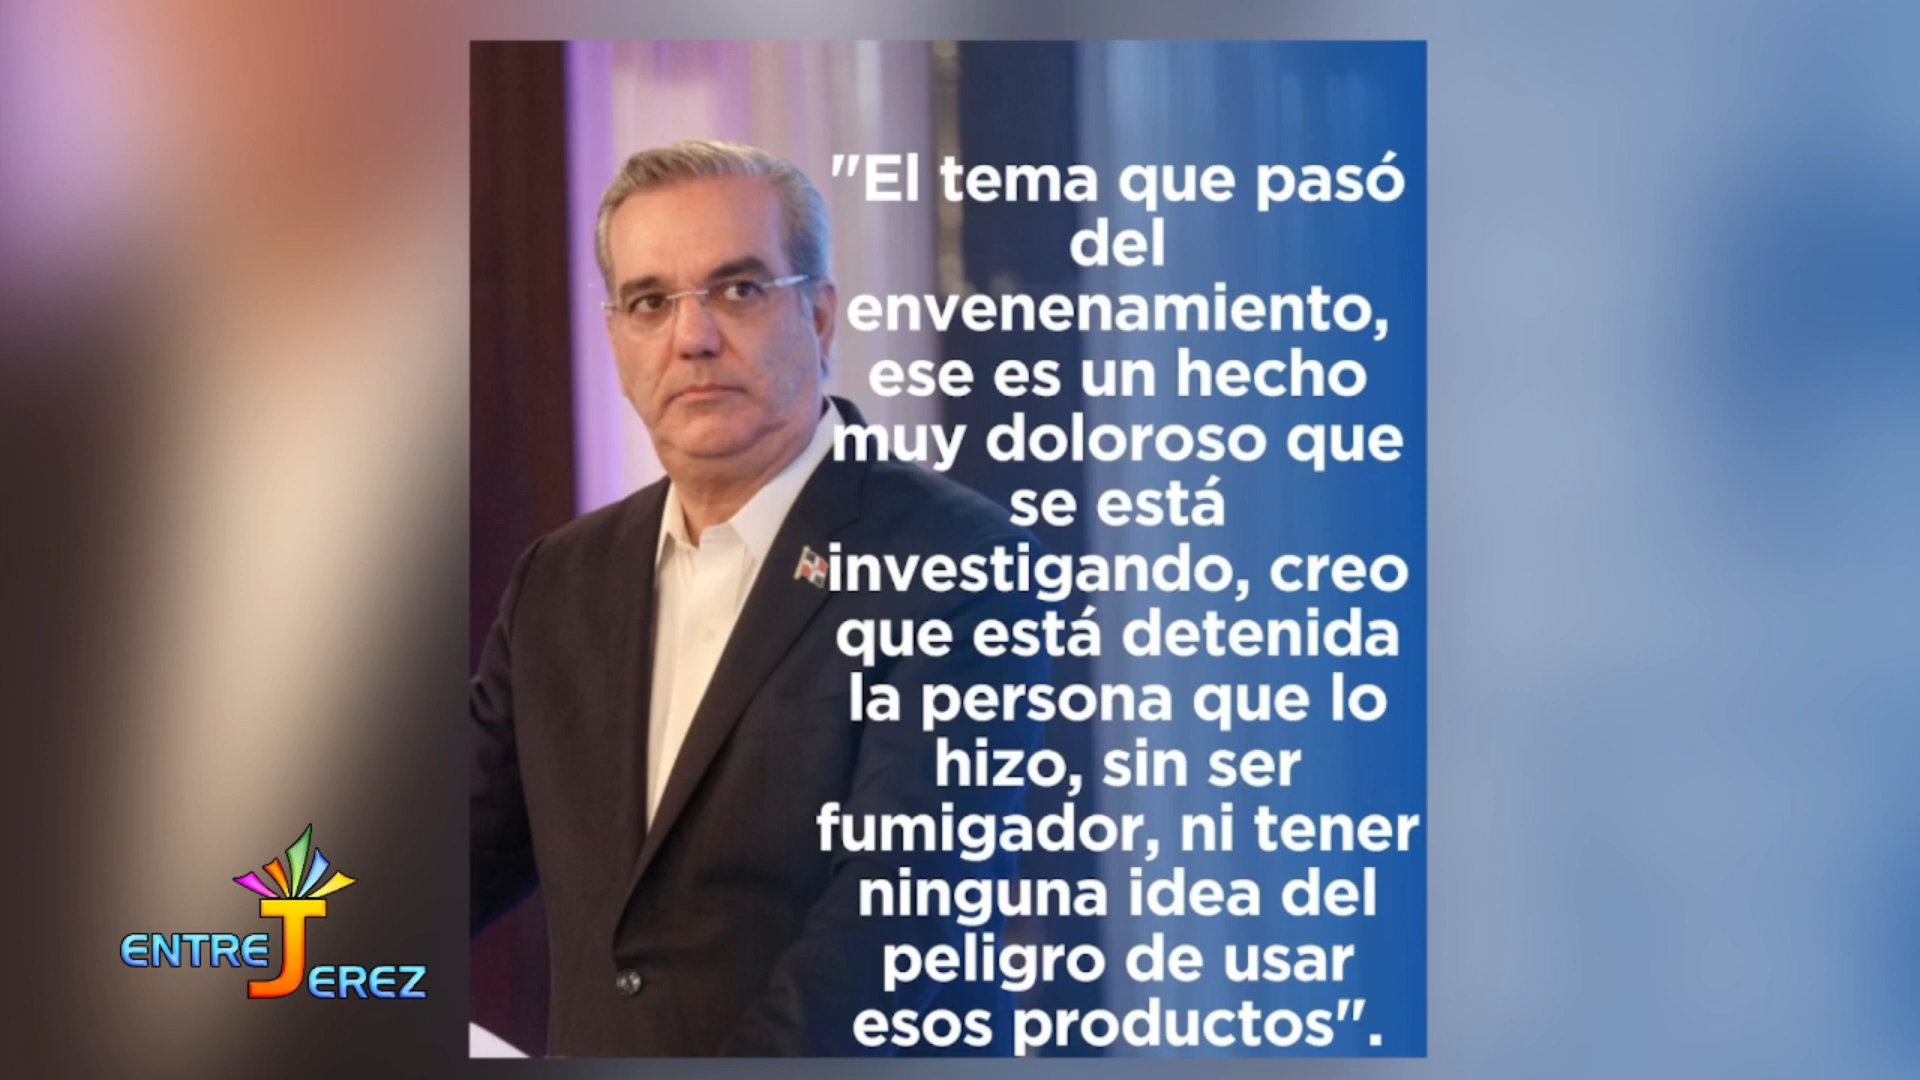 "El tema que pasó
del
envenenamiento,
ese es un hecho
muy doloroso que
se está
investigando, creo
que está detenida
la persona que lo
hizo, sin ser
fumigador, ni tener
ninguna idea del
peligro de usar
esos productos".
ENTRE
JEREZ